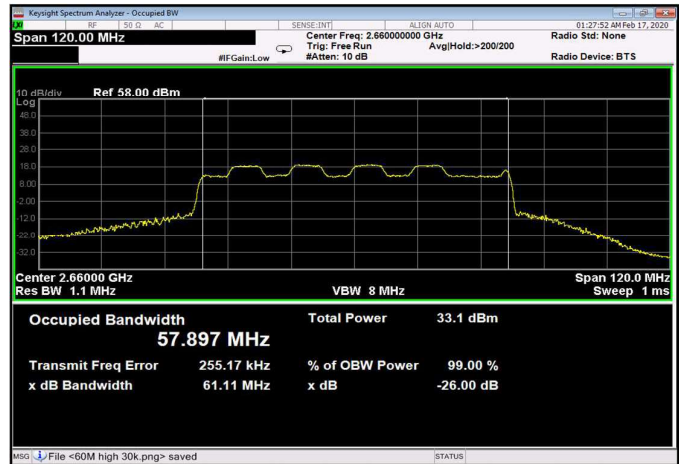 Keysight Spectrum Analyzer - Occupied BW
LXI RF 50 Ω AC SENSE:INT ALIGN AUTO 01:27:52 AM Feb 17, 2020
Span 120.00 MHz Center Freq: 2.660000000 GHz Radio Std: None
Trig: Free Run Avg|Hold:>200/200
#IFGain:Low #Atten: 10 dB Radio Device: BTS
10 dB/div Ref 58.00 dBm
Log
48.0
38.0
28.0
18.0
8.00
-2.00
-12.0
-22.0
-32.0
Center 2.66000 GHz Span 120.0 MHz
Res BW 1.1 MHz VBW 8 MHz Sweep 1 ms
Occupied Bandwidth Total Power 33.1 dBm
57.897 MHz
Transmit Freq Error 255.17 kHz % of OBW Power 99.00 %
x dB Bandwidth 61.11 MHz x dB -26.00 dB
MSG File <60M high 30k.png> saved STATUS